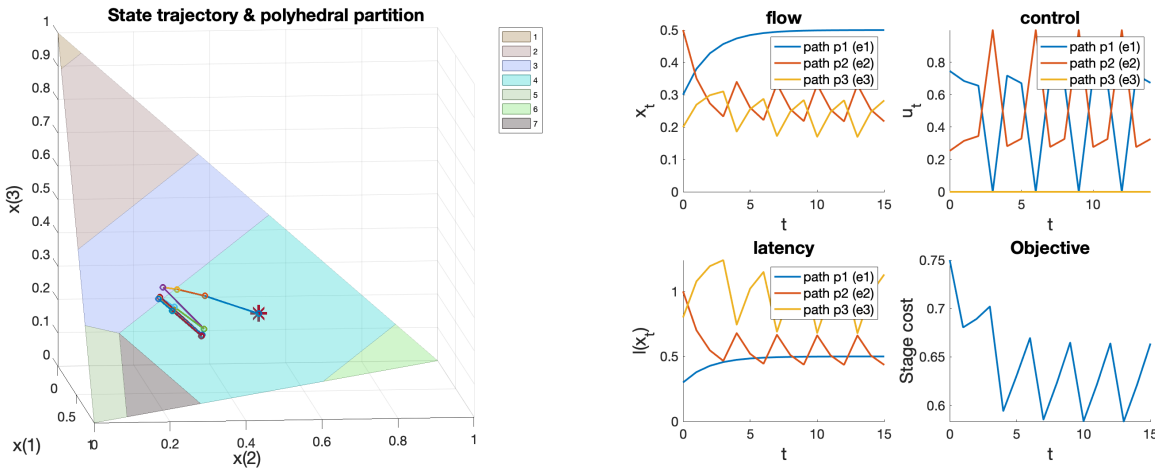 State trajectory & polyhedral partition
1
0.9
0.8
0.7
0.6
0.5
0.4
0.3
0.2
0.1
0
x(3)
0
0.5
1
x(1)
0
0.2
0.4
0.6
0.8
1
x(2)
1
2
3
4
5
6
7
flow
0.5
0.4
0.3
0.2
0.1
0
x_t
0
5
10
15
t
path p1 (e1)
path p2 (e2)
path p3 (e3)
control
0.8
0.6
0.4
0.2
0
u_t
0
5
10
t
path p1 (e1)
path p2 (e2)
path p3 (e3)
latency
1
0.5
0
l(x_t)
0
5
10
15
t
path p1 (e1)
path p2 (e2)
path p3 (e3)
Objective
0.75
0.7
0.65
0.6
Stage cost
0
5
10
15
t